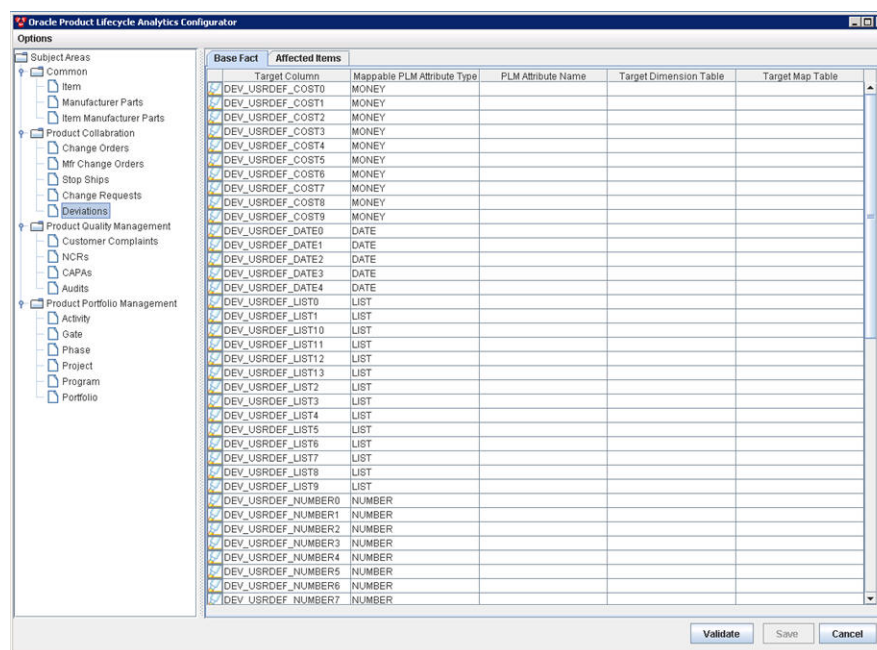 Oracle Product Lifecycle Analytics Configurator
Options
Subject Areas
Common
Item
Manufacturer Parts
Item Manufacturer Parts
Product Collabration
Change Orders
Mfr Change Orders
Stop Ships
Change Requests
Deviations
Product Quality Management
Customer Complaints
NCRs
CAPAs
Audits
Product Portfolio Management
Activity
Gate
Phase
Project
Program
Portfolio
Base Fact Affected Items
Target Column Mappable PLM Attribute Type PLM Attribute Name Target Dimension Table Target Map Table
DEV_USRDEF_COST0 MONEY
DEV_USRDEF_COST1 MONEY
DEV_USRDEF_COST2 MONEY
DEV_USRDEF_COST3 MONEY
DEV_USRDEF_COST4 MONEY
DEV_USRDEF_COST5 MONEY
DEV_USRDEF_COST6 MONEY
DEV_USRDEF_COST7 MONEY
DEV_USRDEF_COST8 MONEY
DEV_USRDEF_COST9 MONEY
DEV_USRDEF_DATE0 DATE
DEV_USRDEF_DATE1 DATE
DEV_USRDEF_DATE2 DATE
DEV_USRDEF_DATE3 DATE
DEV_USRDEF_DATE4 DATE
DEV_USRDEF_LIST0 LIST
DEV_USRDEF_LIST1 LIST
DEV_USRDEF_LIST10 LIST
DEV_USRDEF_LIST11 LIST
DEV_USRDEF_LIST12 LIST
DEV_USRDEF_LIST13 LIST
DEV_USRDEF_LIST2 LIST
DEV_USRDEF_LIST3 LIST
DEV_USRDEF_LIST4 LIST
DEV_USRDEF_LIST5 LIST
DEV_USRDEF_LIST6 LIST
DEV_USRDEF_LIST7 LIST
DEV_USRDEF_LIST8 LIST
DEV_USRDEF_LIST9 LIST
DEV_USRDEF_NUMBER0 NUMBER
DEV_USRDEF_NUMBER1 NUMBER
DEV_USRDEF_NUMBER2 NUMBER
DEV_USRDEF_NUMBER3 NUMBER
DEV_USRDEF_NUMBER4 NUMBER
DEV_USRDEF_NUMBER5 NUMBER
DEV_USRDEF_NUMBER6 NUMBER
DEV_USRDEF_NUMBER7 NUMBER
Validate Save Cancel